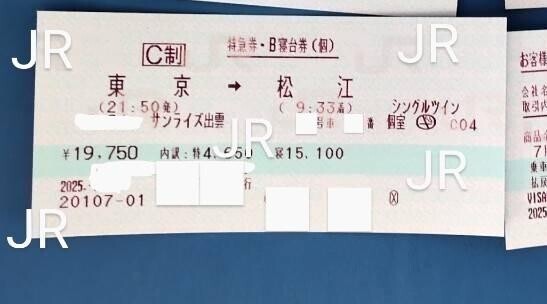 C制 特急券・B寝台券(個)
東京 → 松江
(21:50発) (9:33着) シングルツイン
サンライズ出雲 号車 番 個室 C04
¥19,750 内訳:特4,650 寝15,100
2025.-
20107-01
お客様
会社名
取引内
商品名
71
乗車
払戻
VISA
2025
JR
JR
JR
JR
JR